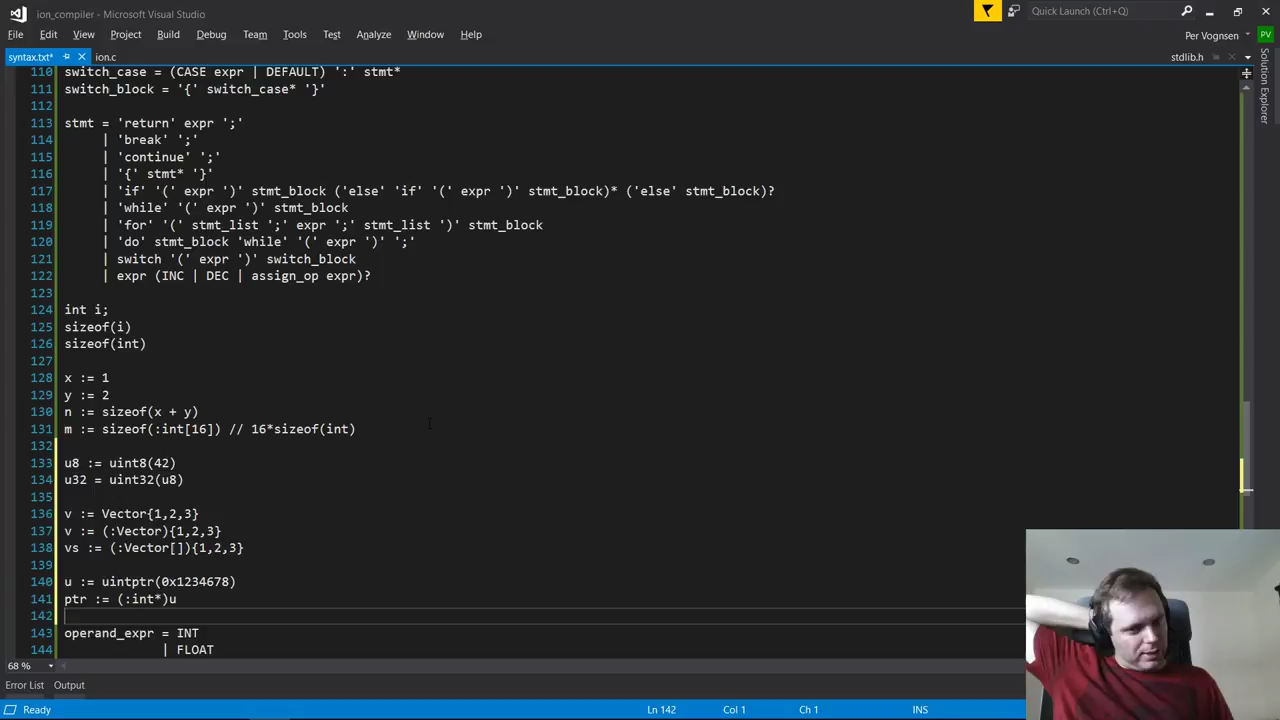 ion_compiler - Microsoft Visual Studio
Quick Launch (Ctrl+Q)
File Edit View Project Build Debug Team Tools Test Analyze Window Help
Per Vognsen PV
syntax.txt* ion.c stdlib.h
Solution Explorer
110 switch_case = (CASE expr | DEFAULT) ':' stmt*
111 switch_block = '{' switch_case* '}'
112
113 stmt = 'return' expr ';'
114 | 'break' ';'
115 | 'continue' ';'
116 | '{' stmt* '}'
117 | 'if' '(' expr ')' stmt_block ('else' 'if' '(' expr ')' stmt_block)* ('else' stmt_block)?
118 | 'while' '(' expr ')' stmt_block
119 | 'for' '(' stmt_list ';' expr ';' stmt_list ')' stmt_block
120 | 'do' stmt_block 'while' '(' expr ')' ';'
121 | switch '(' expr ')' switch_block
122 | expr (INC | DEC | assign_op expr)?
123
124 int i;
125 sizeof(i)
126 sizeof(int)
127
128 x := 1
129 y := 2
130 n := sizeof(x + y)
131 m := sizeof(:int[16]) // 16*sizeof(int)
132
133 u8 := uint8(42)
134 u32 = uint32(u8)
135
136 v := Vector{1,2,3}
137 v := (:Vector){1,2,3}
138 vs := (:Vector[]){1,2,3}
139
140 u := uintptr(0x1234678)
141 ptr := (:int*)u
142
143 operand_expr = INT
144 | FLOAT
68 %
Error List Output
Ready Ln 142 Col 1 Ch 1 INS